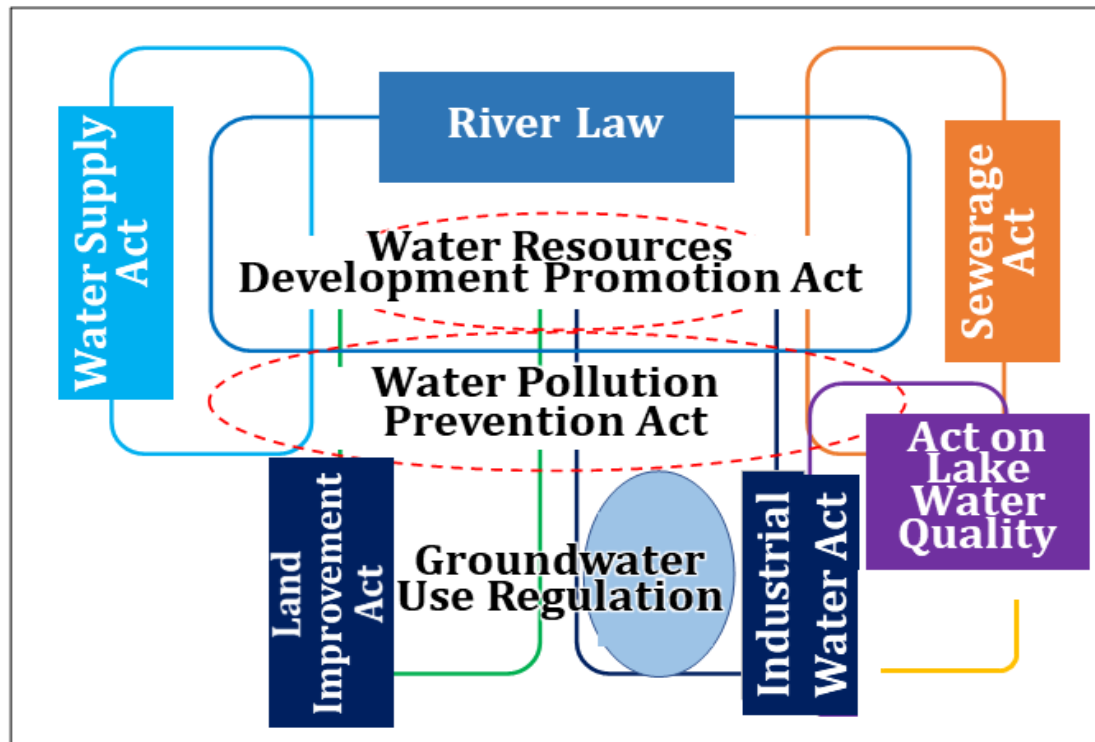 River Law
Water Supply
Act
Sewerage
Act
Water Resources
Development Promotion Act
Water Pollution
Prevention Act
Act on
Lake
Water
Quality
Land
Improvement
Act
Groundwater
Use Regulation
Industrial
Water Act